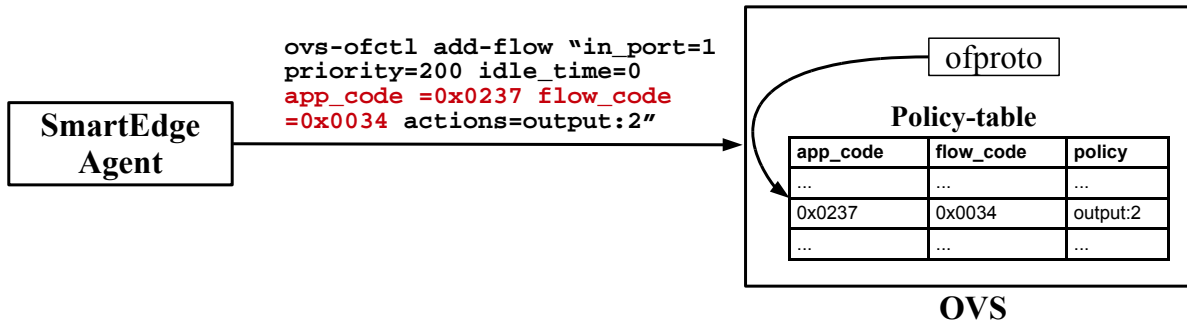 SmartEdge
Agent
ovs-ofctl add-flow “in_port=1
priority=200 idle_time=0
app_code =0x0237 flow_code
=0x0034 actions=output:2”
ofproto
Policy-table
app_code flow_code policy
... ... ...
0x0237 0x0034 output:2
... ... ...
OVS